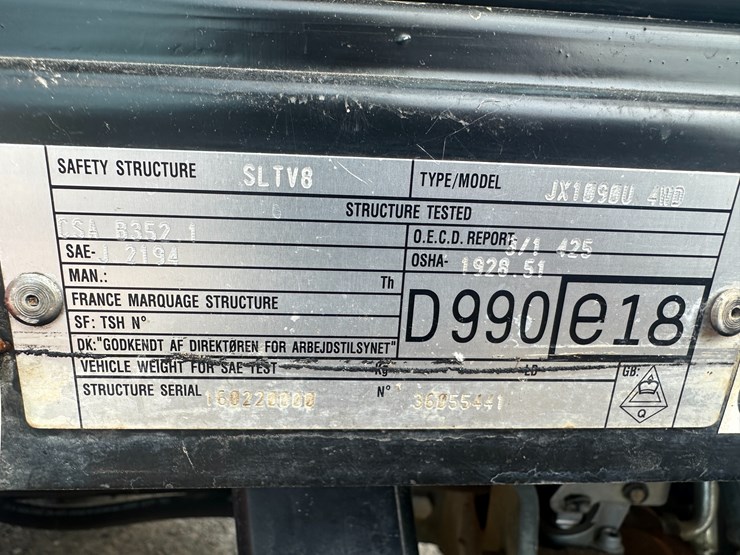 SAFETY STRUCTURE SLTV8 TYPE/MODEL JX1090U 4WD
STRUCTURE TESTED
CSA B352 1 O.E.C.D. REPORT 3/1 425
SAE- J 2194 OSHA- 1928.51
MAN.: Th
FRANCE MARQUAGE STRUCTURE
SF: TSH N°
D990 e18
DK:"GODKENDT AF DIREKTØREN FOR ARBEJDSTILSYNET"
VEHICLE WEIGHT FOR SAE TEST Kg LB GB:
STRUCTURE SERIAL N° 36055441
Q